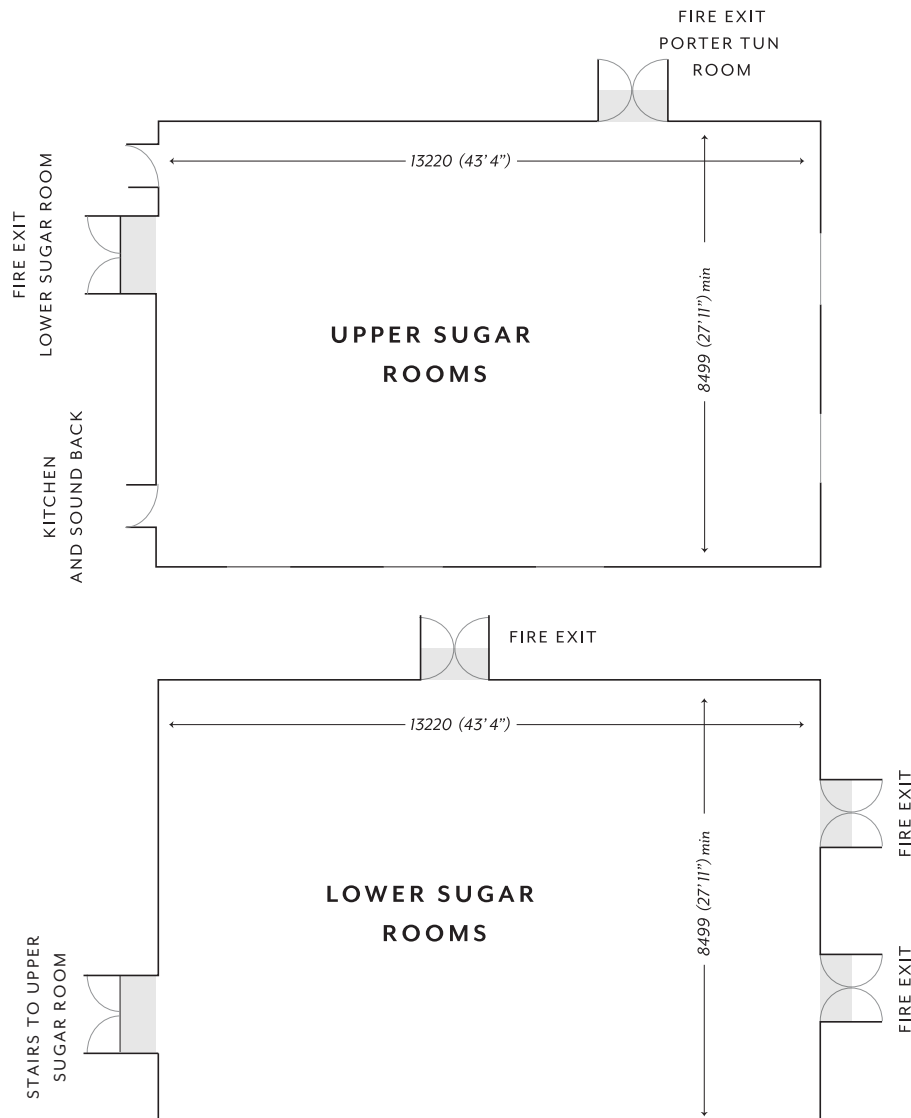 FIRE EXIT
PORTER TUN
ROOM
13220 (43' 4")
FIRE EXIT
LOWER SUGAR ROOM
8499 (27' 11") min
UPPER SUGAR
ROOMS
KITCHEN
AND SOUND BACK
FIRE EXIT
13220 (43' 4")
FIRE EXIT
8499 (27' 11") min
LOWER SUGAR
ROOMS
STAIRS TO UPPER
SUGAR ROOM
FIRE EXIT